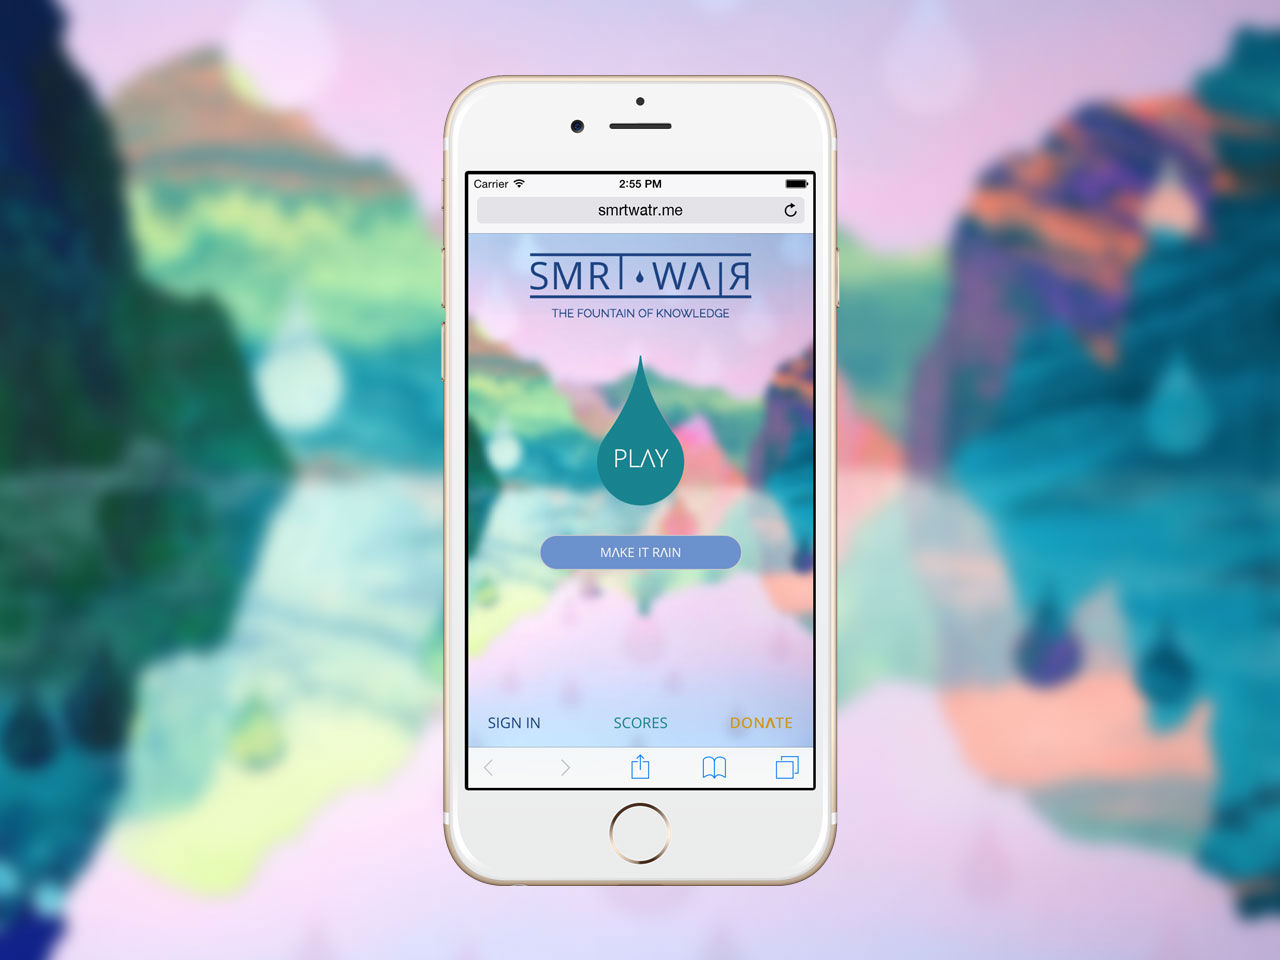 Carrier 2:55 PM
smrtwatr.me
SMRT WATR
THE FOUNTAIN OF KNOWLEDGE
PLAY
MAKE IT RAIN
SIGN IN SCORES DONATE